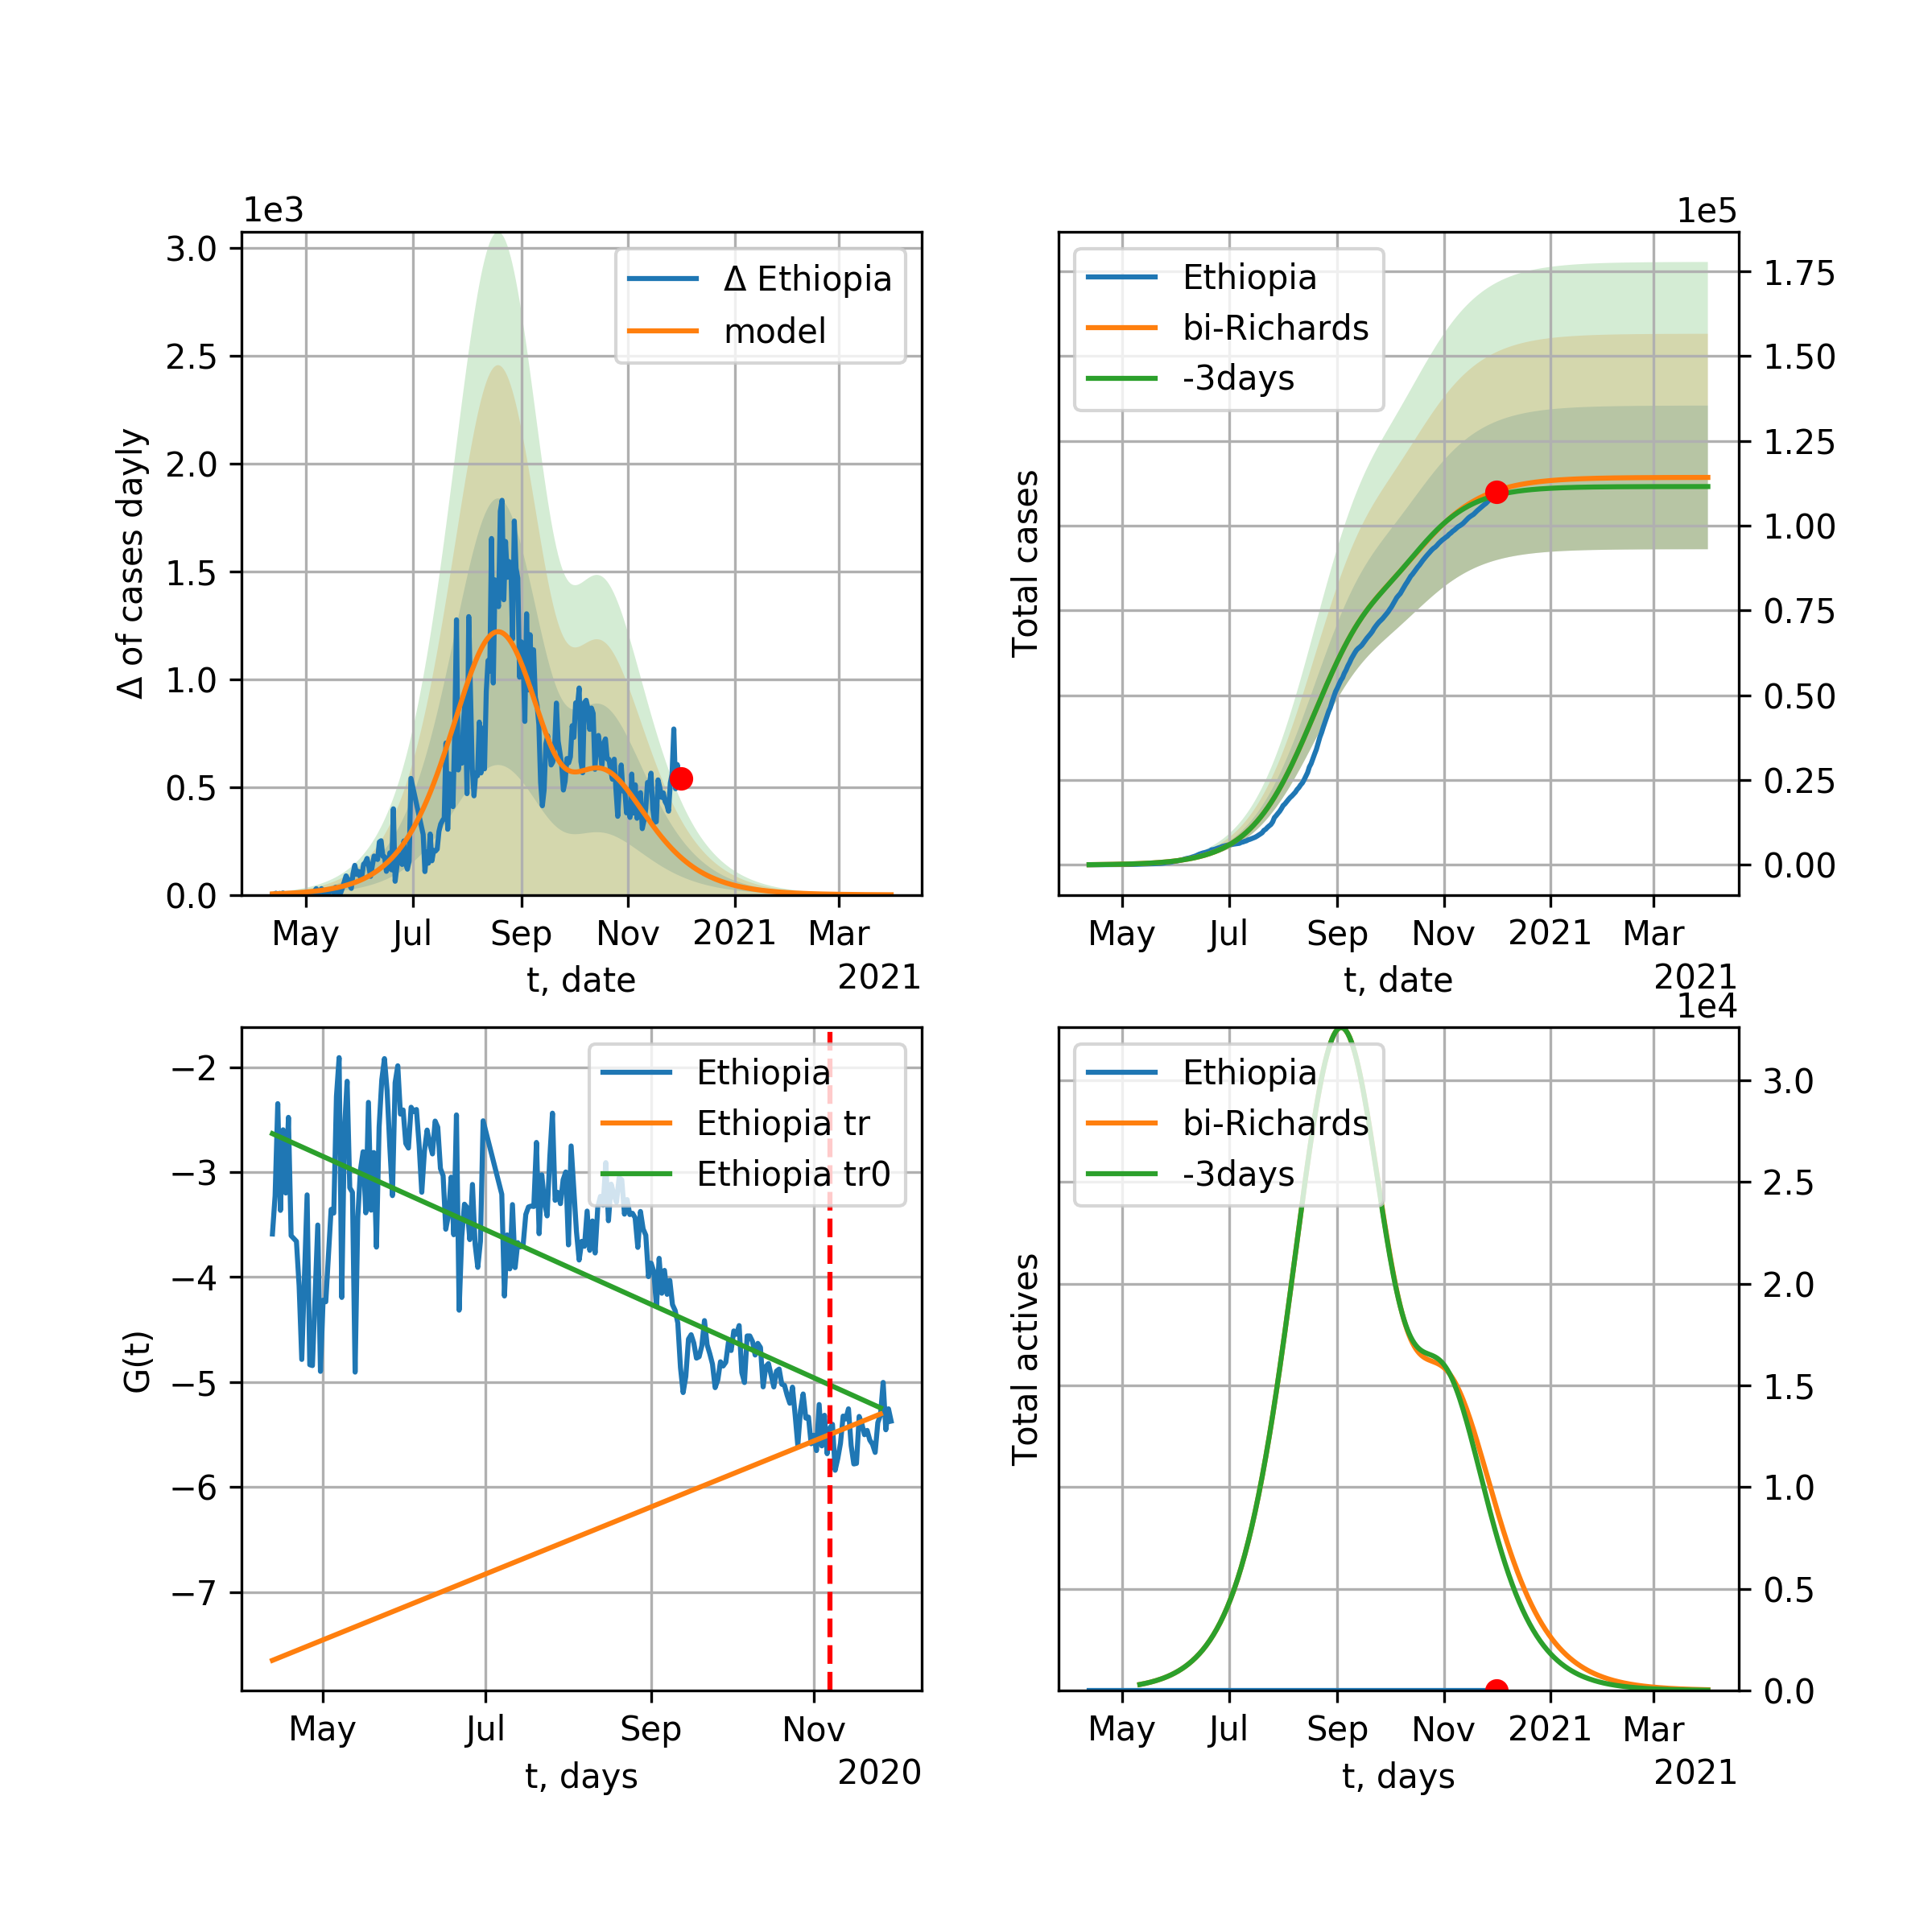 1e3
3.0
2.5
2.0
1.5
1.0
0.5
0.0
Δ of cases dayly
Δ Ethiopia
model
May Jul Sep Nov 2021 Mar
t, date
2021
1e5
1.75
1.50
1.25
1.00
0.75
0.50
0.25
0.00
Total cases
Ethiopia
bi-Richards
-3days
May Jul Sep Nov 2021 Mar
t, date
2021
−2
−3
−4
−5
−6
−7
G(t)
Ethiopia
Ethiopia tr
Ethiopia tr0
May Jul Sep Nov
t, days
2020
1e4
3.0
2.5
2.0
1.5
1.0
0.5
0.0
Total actives
Ethiopia
bi-Richards
-3days
May Jul Sep Nov 2021 Mar
t, days
2021